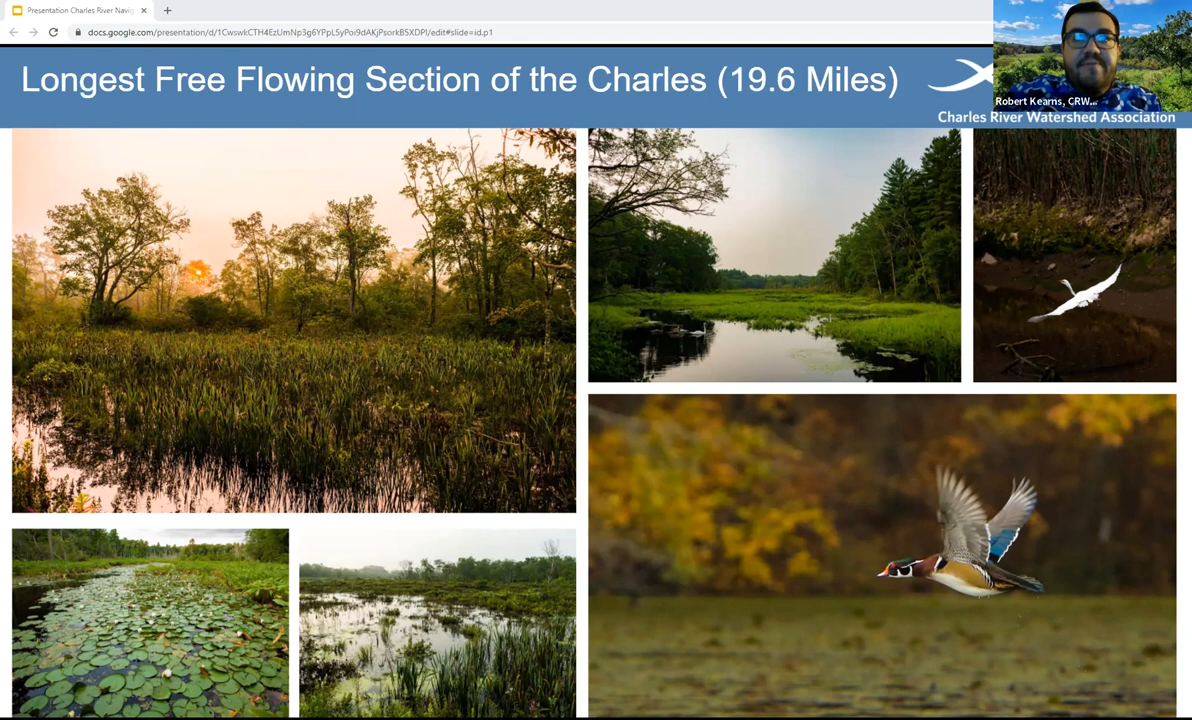 Presentation Charles River Navig
docs.google.com/presentation/d/1CwswkCTH4EzUmNp3g6YPpL5yPoi9dAKjPsorkB5XDPI/edit#slide=id.p1
Longest Free Flowing Section of the Charles (19.6 Miles)
Robert Kearns, CRW...
Charles River Watershed Association